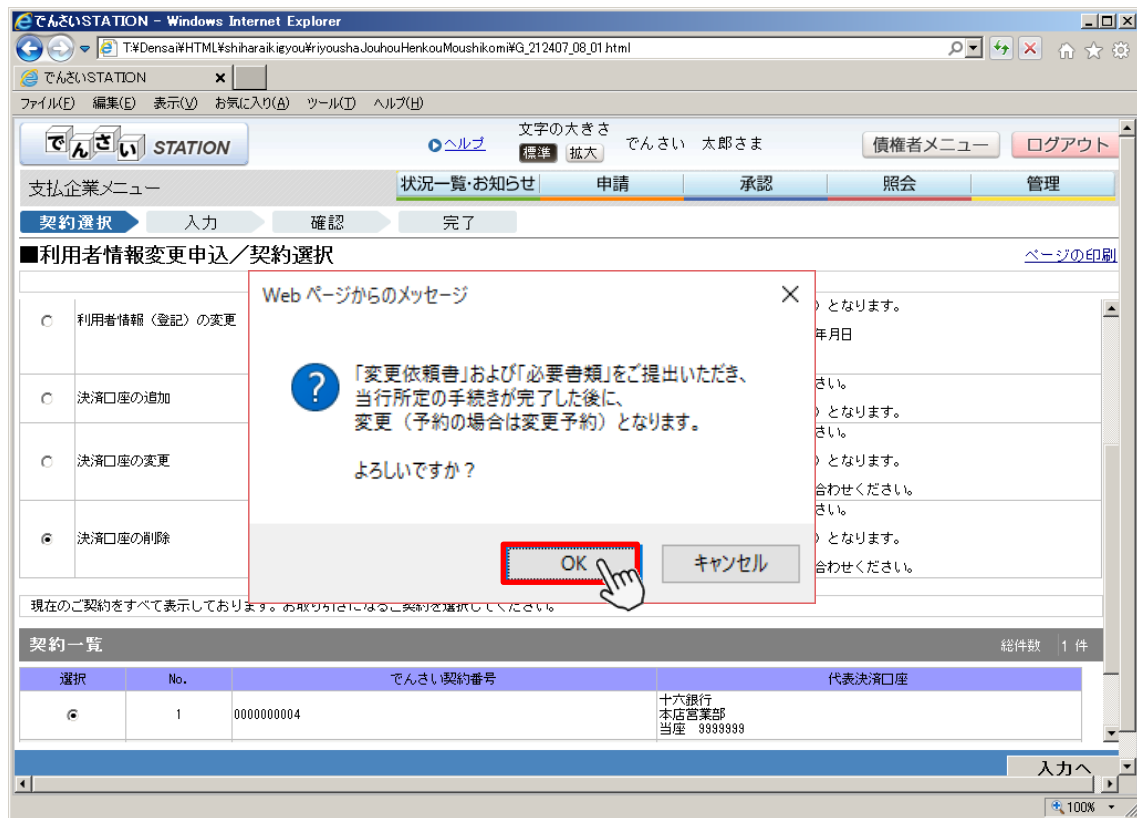 でんさいSTATION - Windows Internet Explorer
T:¥Densai¥HTML¥shiharaikigyou¥riyoushaJouhouHenkouMoushikomi¥G_212407_08_01.html
でんさいSTATION
ファイル(F) 編集(E) 表示(V) お気に入り(A) ツール(T) ヘルプ(H)
でんさい STATION
ヘルプ
文字の大きさ
標準 拡大
でんさい 太郎さま
債権者メニュー
ログアウト
支払企業メニュー
状況一覧・お知らせ 申請 承認 照会 管理
契約選択 入力 確認 完了
■利用者情報変更申込／契約選択
ページの印刷
利用者情報（登記）の変更
）となります。
年月日
決済口座の追加
さい。
）となります。
決済口座の変更
さい。
）となります。
合わせください。
決済口座の削除
さい。
）となります。
合わせください。
Web ページからのメッセージ
「変更依頼書」および「必要書類」をご提出いただき、
当行所定の手続きが完了した後に、
変更（予約の場合は変更予約）となります。
よろしいですか？
OK キャンセル
現在のご契約をすべて表示しております。お取り引きになるご契約を選択してください。
契約一覧
総件数 1 件
選択 No. でんさい契約番号 代表決済口座
1 0000000004
十六銀行
本店営業部
当座 9999999
入力へ
100%